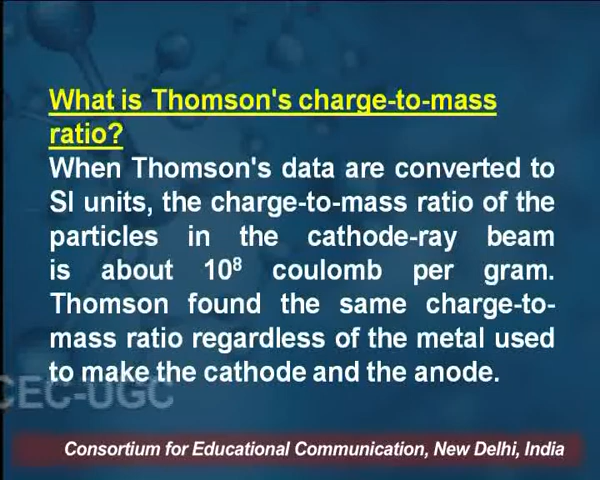 What is Thomson's charge-to-mass
ratio?
When Thomson's data are converted to
SI units, the charge-to-mass ratio of the
particles in the cathode-ray beam
is about 10⁸ coulomb per gram.
Thomson found the same charge-to-
mass ratio regardless of the metal used
to make the cathode and the anode.
CEC-UGC
Consortium for Educational Communication, New Delhi, India